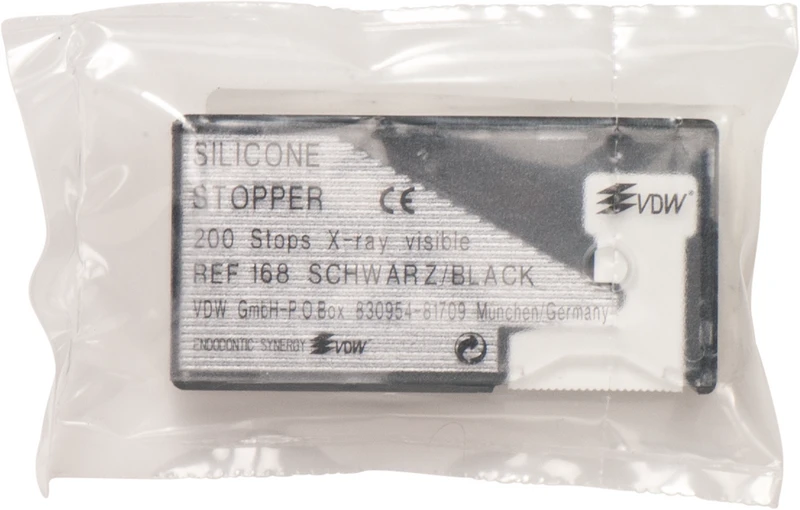 SILICONE
STOPPER CE
VDW®
200 Stops X-ray visible
REF 168 SCHWARZ/BLACK
VDW GmbH-P.O.Box 830954-81709 Munchen/Germany
ENDODONTIC SYNERGY VDW®